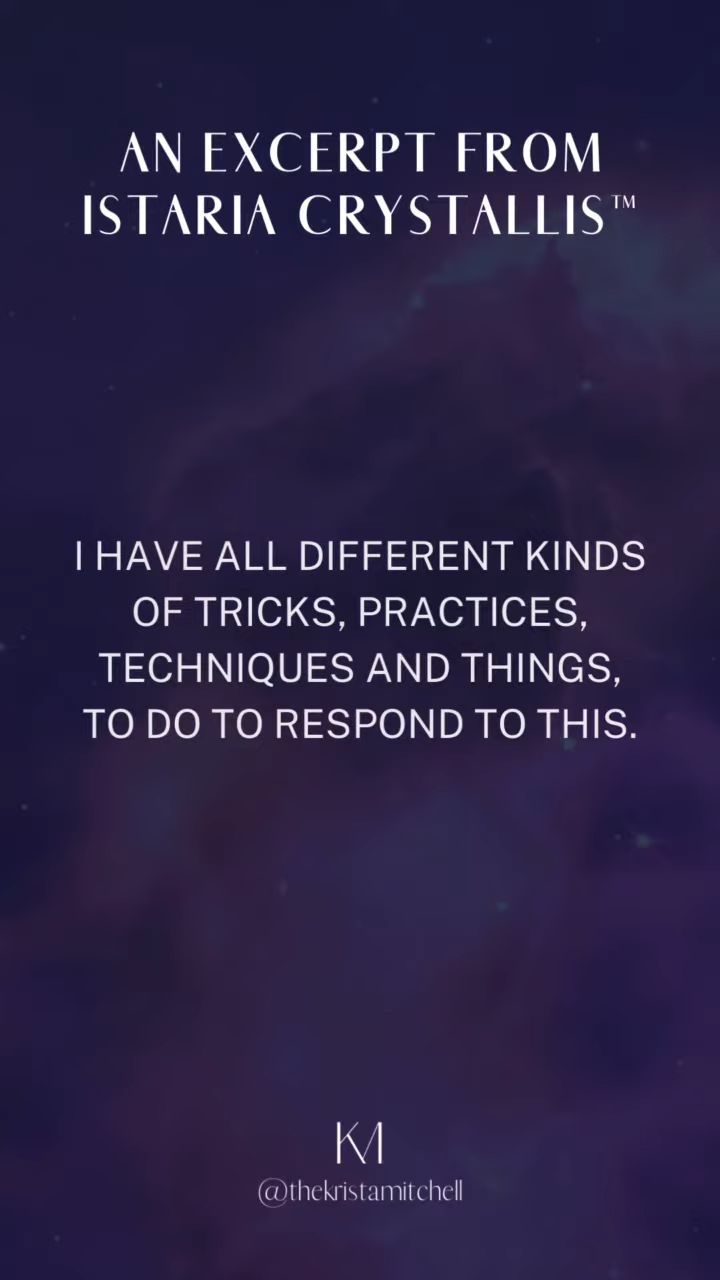 AN EXCERPT FROM
ISTARIA CRYSTALLIS™
I HAVE ALL DIFFERENT KINDS
OF TRICKS, PRACTICES,
TECHNIQUES AND THINGS,
TO DO TO RESPOND TO THIS.
KM
@thekristamitchell